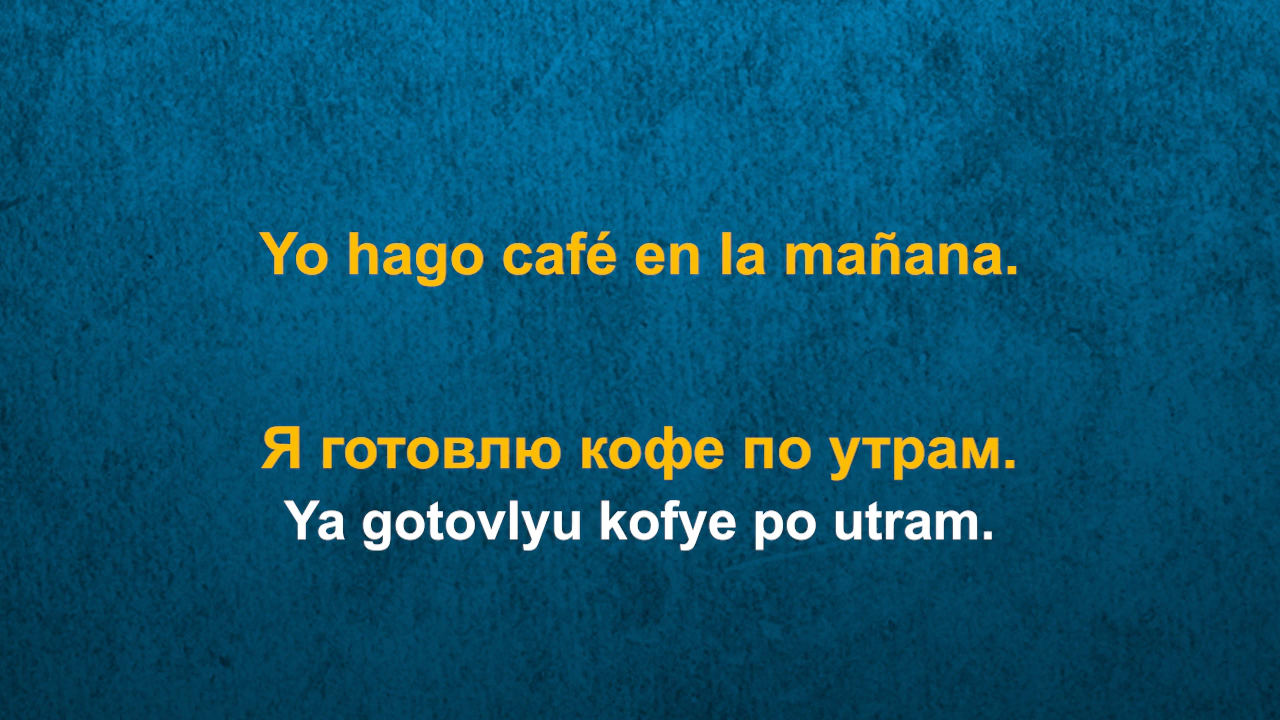 Yo hago café en la mañana.
Я готовлю кофе по утрам.
Ya gotovlyu kofye po utram.